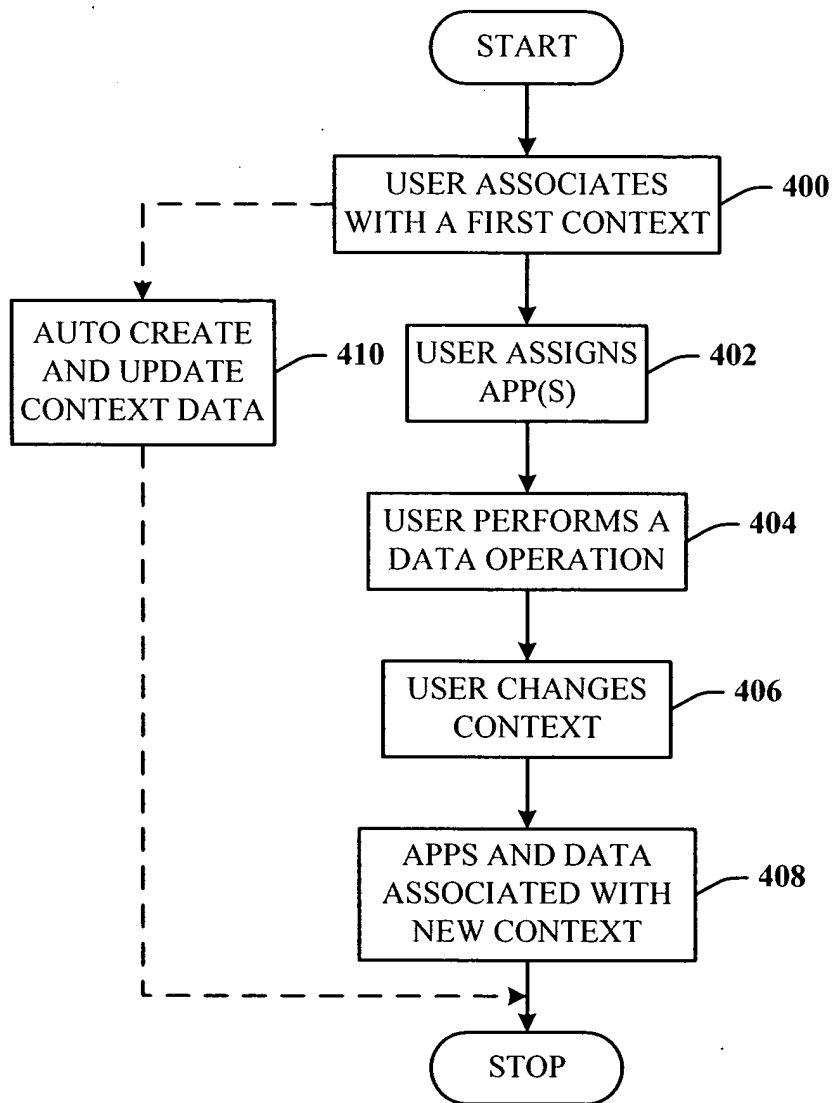 START
USER ASSOCIATES
WITH A FIRST CONTEXT
400
AUTO CREATE
AND UPDATE
CONTEXT DATA
410
USER ASSIGNS
APP(S)
402
USER PERFORMS A
DATA OPERATION
404
USER CHANGES
CONTEXT
406
APPS AND DATA
ASSOCIATED WITH
NEW CONTEXT
408
STOP